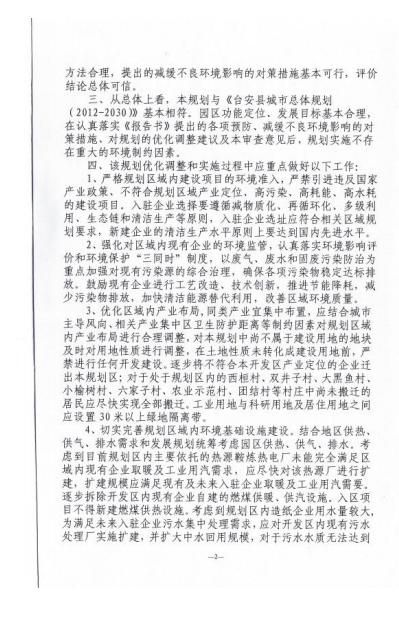 方法合理，提出的减缓不良环境影响的对策措施基本可行，评价
结论总体可信。
三、从总体上看，本规划与《台安县城市总体规划
（2012-2030）》基本相符。园区功能定位、发展目标基本合理，
在认真落实《报告书》提出的各项预防、减缓不良环境影响的对
策措施、对规划的优化调整建议及本审查意见后，规划实施不存
在重大的环境制约因素。
四、该规划优化调整和实施过程中应重点做好以下工作：
1、严格规划区域内建设项目的环境准入，严禁引进违反国家
产业政策、不符合规划区域产业定位、高污染、高耗能、高水耗
的建设项目。入驻企业选择要遵循减物质化、再循环化、多级利
用、生态链和清洁生产等原则，入驻企业选址应符合相关区域规
划要求，新建企业的清洁生产水平原则上要达到国内先进水平。
2、强化对区域内现有企业的环境监管，认真落实环境影响评
价和环境保护“三同时”制度，以废气、废水和固废污染防治为
重点加强对现有污染源的综合治理，确保各项污染物稳定达标排
放。鼓励现有企业进行工艺改造、技术创新，推进节能降耗，减
少污染物排放，加快清洁能源替代利用，改善区域环境质量。
3、优化区域内产业布局，同类产业宜集中布置，应结合城市
主导风向、相关产业集中区卫生防护距离等制约因素对规划区域
内产业布局进行合理调整，对本规划中尚不属于建设用地的地块
及时对用地性质进行调整，在土地性质未转化成建设用地前，严
禁进行任何开发建设。逐步将不符合本开发区产业定位的企业迁
出本规划区；对于处于规划区内的西桓村、双井子村、大黑鱼村、
小榆树村、六家子村、农业示范村、团结村等村庄中尚未搬迁的
居民应尽快实现全部搬迁。工业用地与科研用地及居住用地之间
应设置 30 米以上绿地隔离带。
4、切实完善规划区域内环境基础设施建设。结合地区供热、
供气、排水需求和发展规划统筹考虑园区供热、供气、排水。考
虑到目前规划区内主要依托的热源鞍炼热电厂未能完全满足区
域内现有企业取暖及工业用汽需求，应尽快对该热源厂进行扩
建，扩建规模应满足现有及未来入驻企业取暖及工业用汽需要。
逐步拆除开发区内现有企业自建的燃煤供暖、供汽设施。入区项
目不得新建燃煤供热设施。考虑到规划区内造纸企业用水量较大，
为满足未来入驻企业污水集中处理需求，应对开发区内现有污水
处理厂实施扩建，并扩大中水回用规模，对于污水水质无法达到
—2—